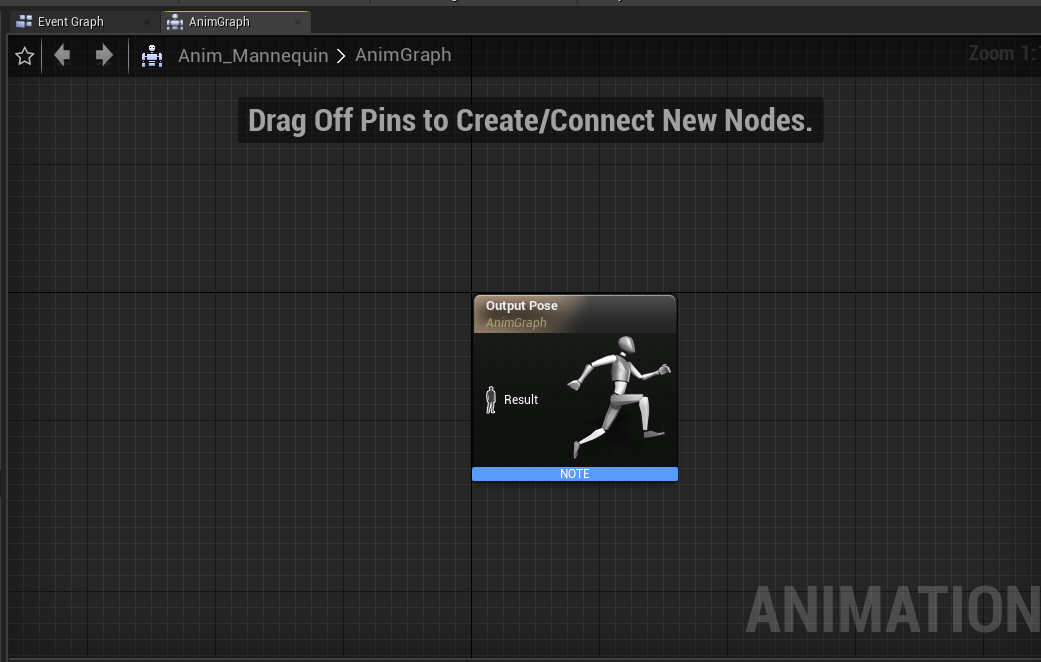 Event Graph
AnimGraph
Anim_Mannequin > AnimGraph
Zoom 1:
Drag Off Pins to Create/Connect New Nodes.
Output Pose
AnimGraph
Result
NOTE
ANIMATION